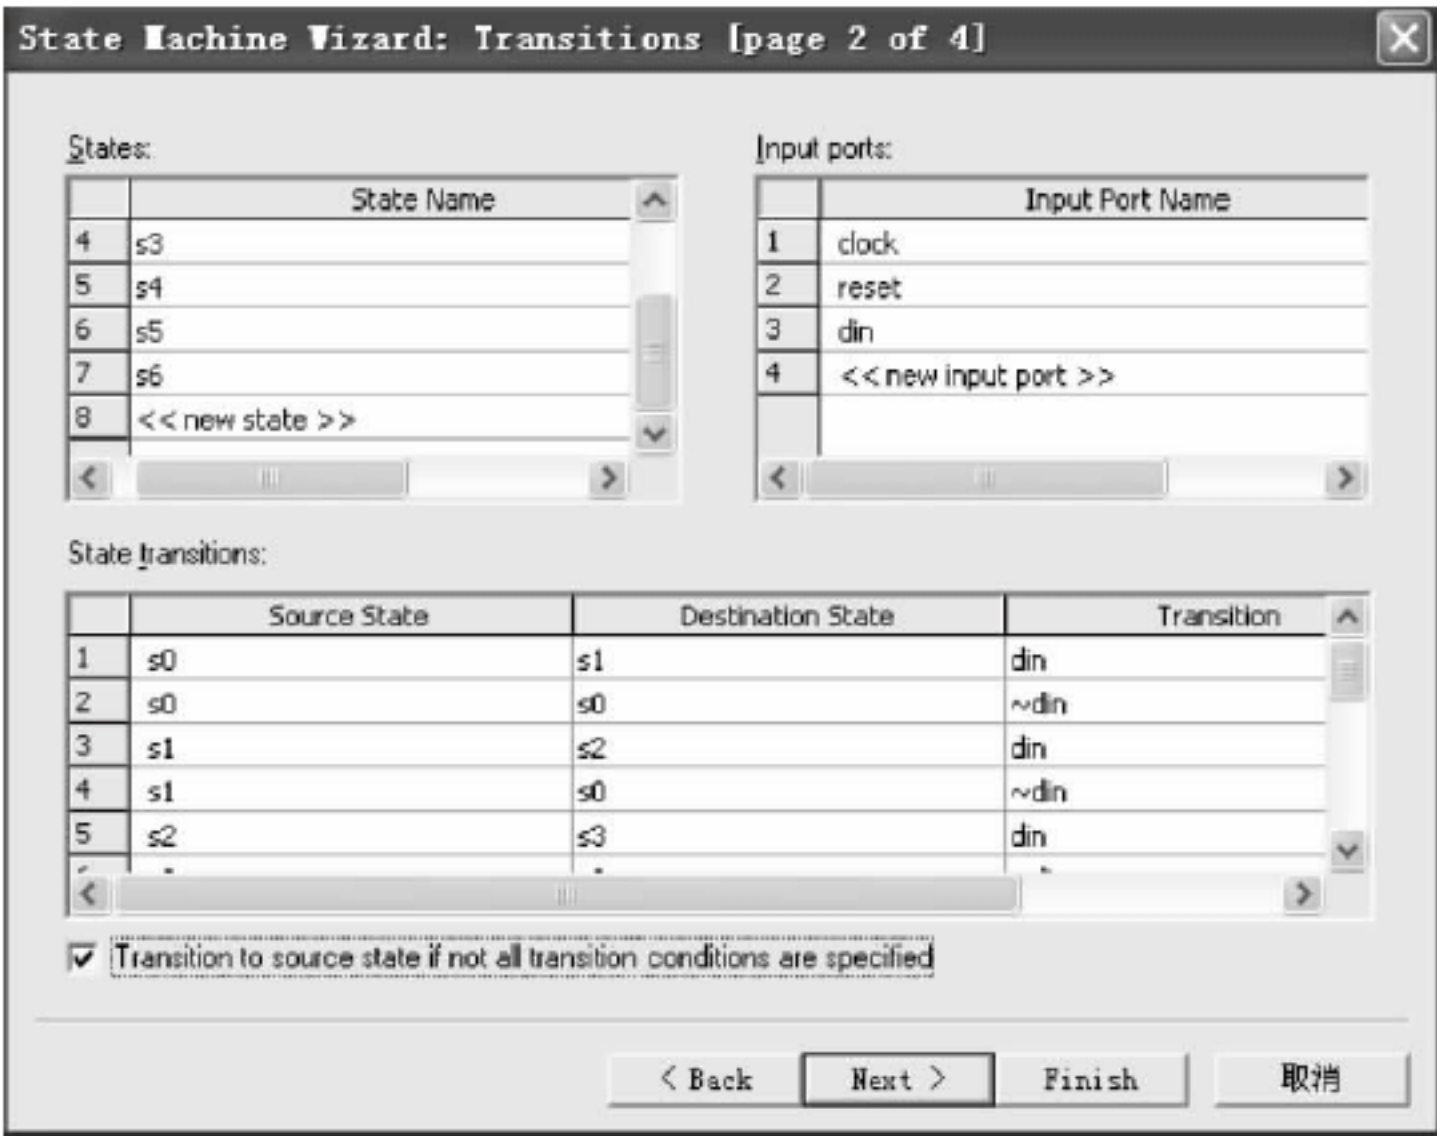 State Machine Wizard: Transitions [page 2 of 4]
States:
State Name
4 s3
5 s4
6 s5
7 s6
8 << new state >>
Input ports:
Input Port Name
1 clock
2 reset
3 din
4 << new input port >>
State transitions:
Source State Destination State Transition
1 s0 s1 din
2 s0 s0 ~din
3 s1 s2 din
4 s1 s0 ~din
5 s2 s3 din
Transition to source state if not all transition conditions are specified
< Back Next > Finish 取消